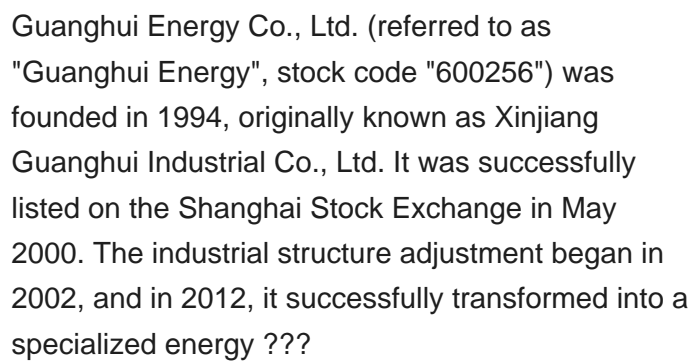 Guanghui Energy Co., Ltd. (referred to as
"Guanghui Energy", stock code "600256") was
founded in 1994, originally known as Xinjiang
Guanghui Industrial Co., Ltd. It was successfully
listed on the Shanghai Stock Exchange in May
2000. The industrial structure adjustment began in
2002, and in 2012, it successfully transformed into a
specialized energy ???